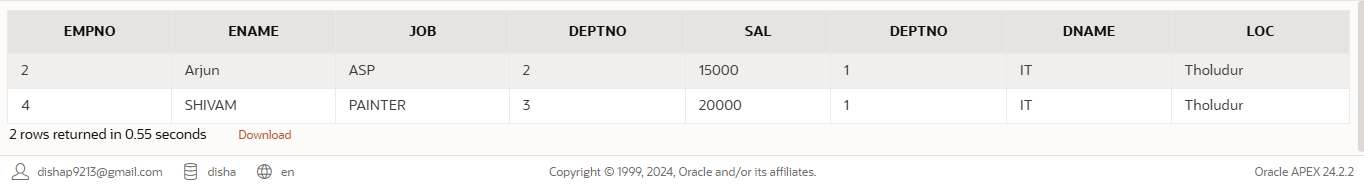 EMPNO ENAME JOB DEPTNO SAL DEPTNO DNAME LOC
2 Arjun ASP 2 15000 1 IT Tholudur
4 SHIVAM PAINTER 3 20000 1 IT Tholudur
2 rows returned in 0.55 seconds Download
dishap9213@gmail.com disha en Copyright © 1999, 2024, Oracle and/or its affiliates. Oracle APEX 24.2.2